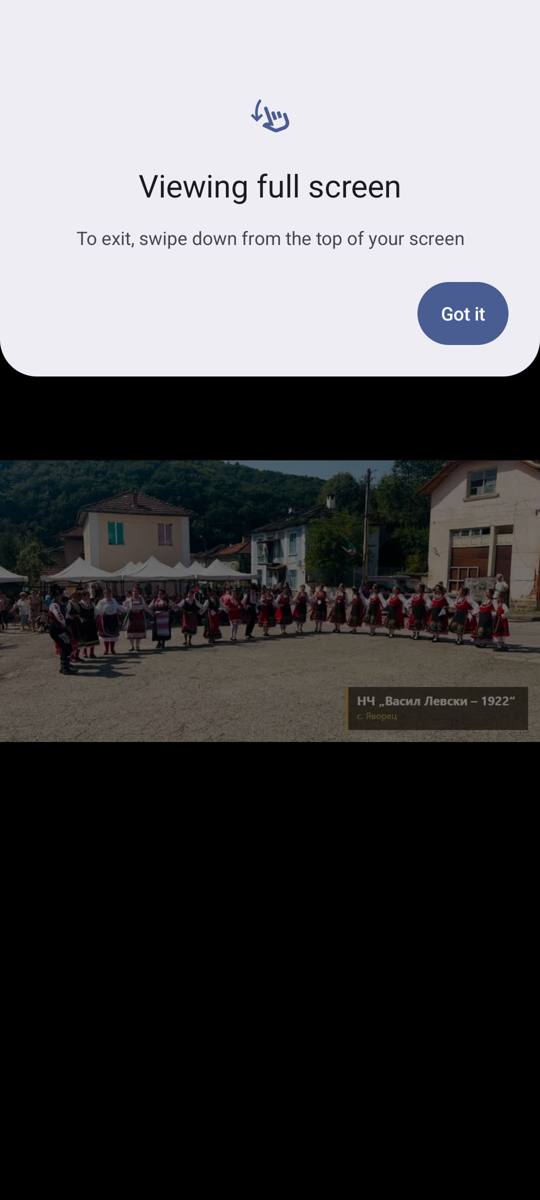 Viewing full screen
To exit, swipe down from the top of your screen
Got it
НЧ „Васил Левски – 1922“
с. Яворец